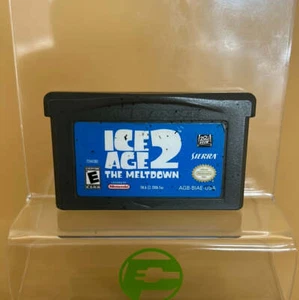 ICE
AGE 2
THE MELTDOWN
SIERRA
E
Nintendo
AGB-BIAE-USA